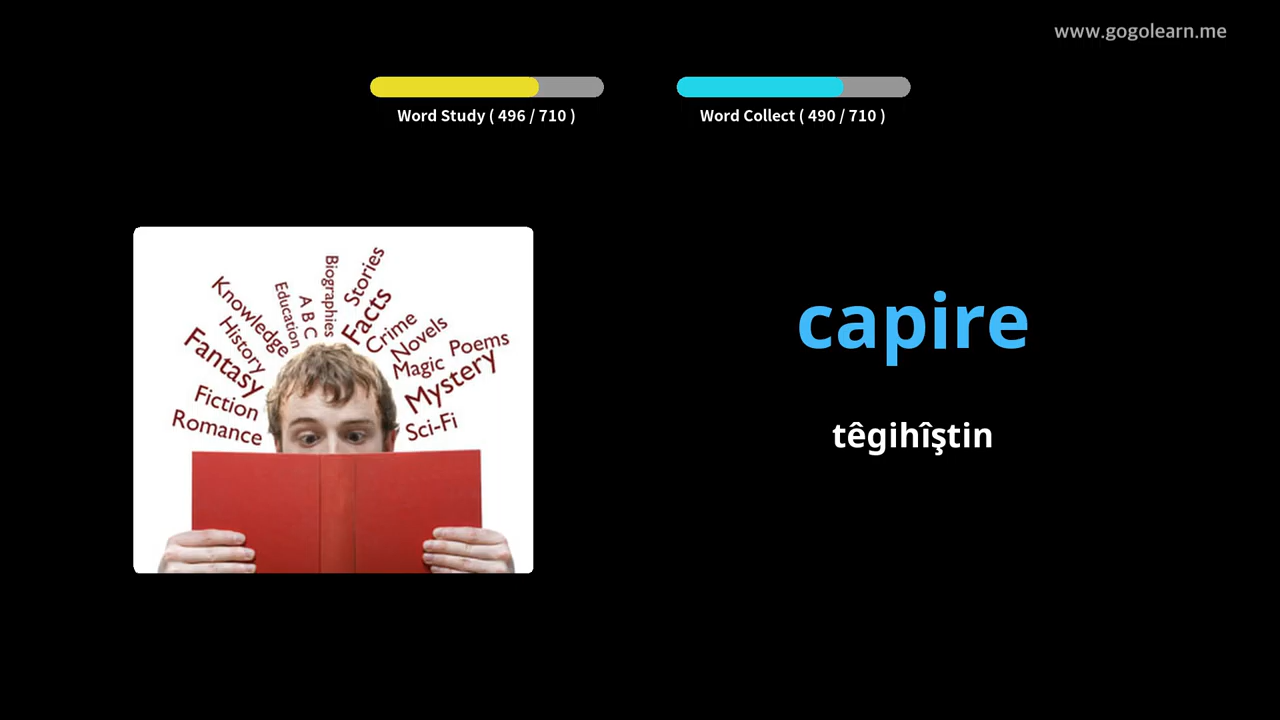 www.gogolearn.me
Word Study ( 496 / 710 )
Word Collect ( 490 / 710 )
Knowledge
Education
A B C
Biographies
Stories
Facts
Crime
Novels
Poems
History
Fantasy
Magic
Mystery
Fiction
Romance
Sci-Fi
capire
têgihîştin